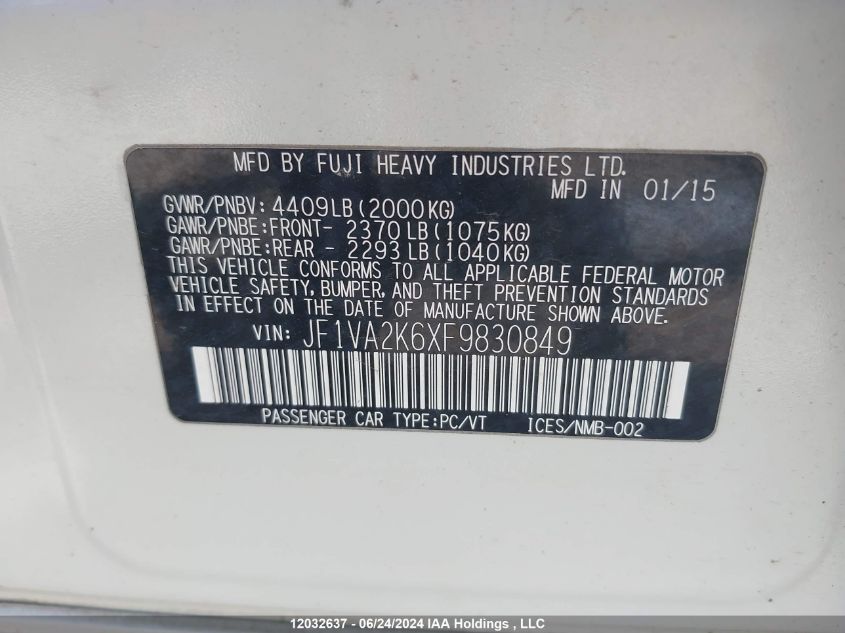 MFD BY FUJI HEAVY INDUSTRIES LTD.
MFD IN 01/15
GVWR/PNBV: 4409LB(2000KG)
GAWR/PNBE:FRONT- 2370LB(1075KG)
GAWR/PNBE:REAR - 2293LB(1040KG)
THIS VEHICLE CONFORMS TO ALL APPLICABLE FEDERAL MOTOR
VEHICLE SAFETY, BUMPER, AND THEFT PREVENTION STANDARDS
IN EFFECT ON THE DATE OF MANUFACTURE SHOWN ABOVE.
VIN: JF1VA2K6XF9830849
PASSENGER CAR TYPE:PC/VT ICES/NMB-002
12032637 - 06/24/2024 IAA Holdings , LLC